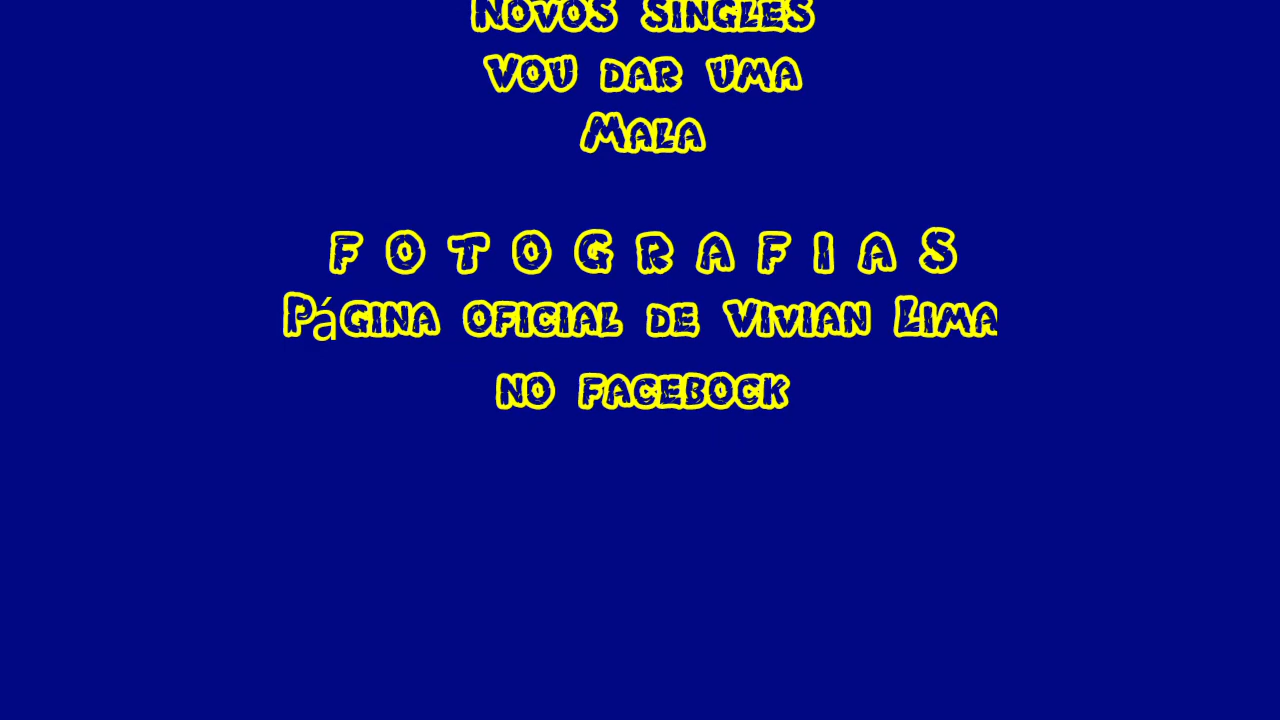 Novos singles
Vou dar uma
Mala
F O T O G R A F I A S
Página oficial de Vivian Lima
no facebock